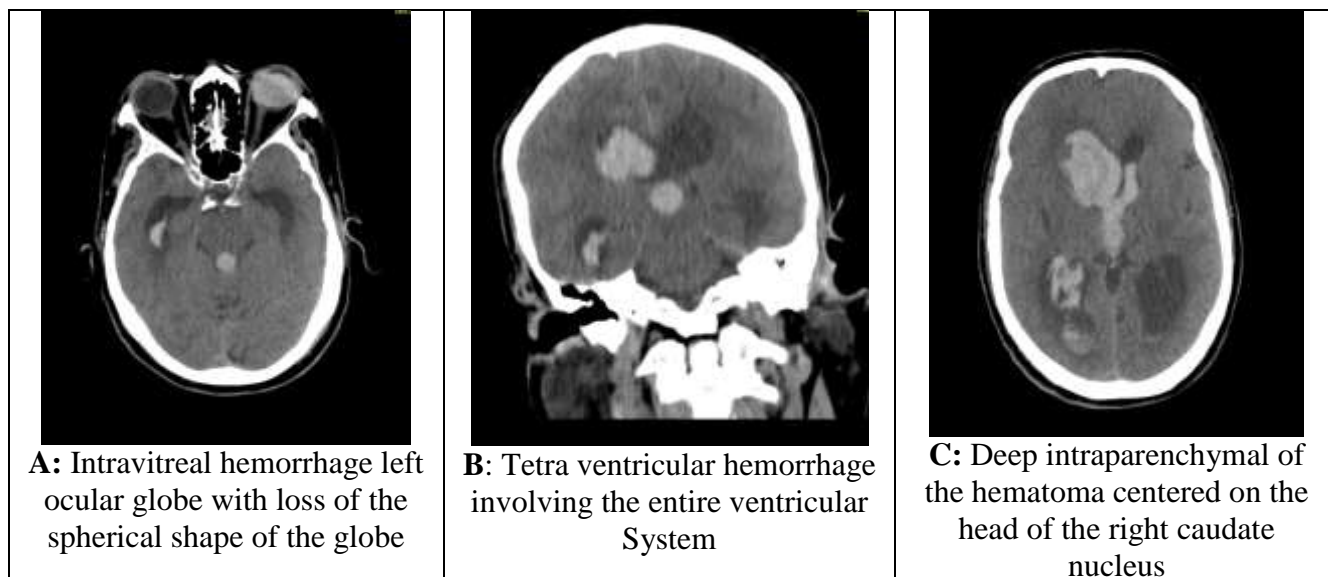 A: Intravitreal hemorrhage left
ocular globe with loss of the
spherical shape of the globe
B: Tetra ventricular hemorrhage
involving the entire ventricular
System
C: Deep intraparenchymal of
the hematoma centered on the
head of the right caudate
nucleus